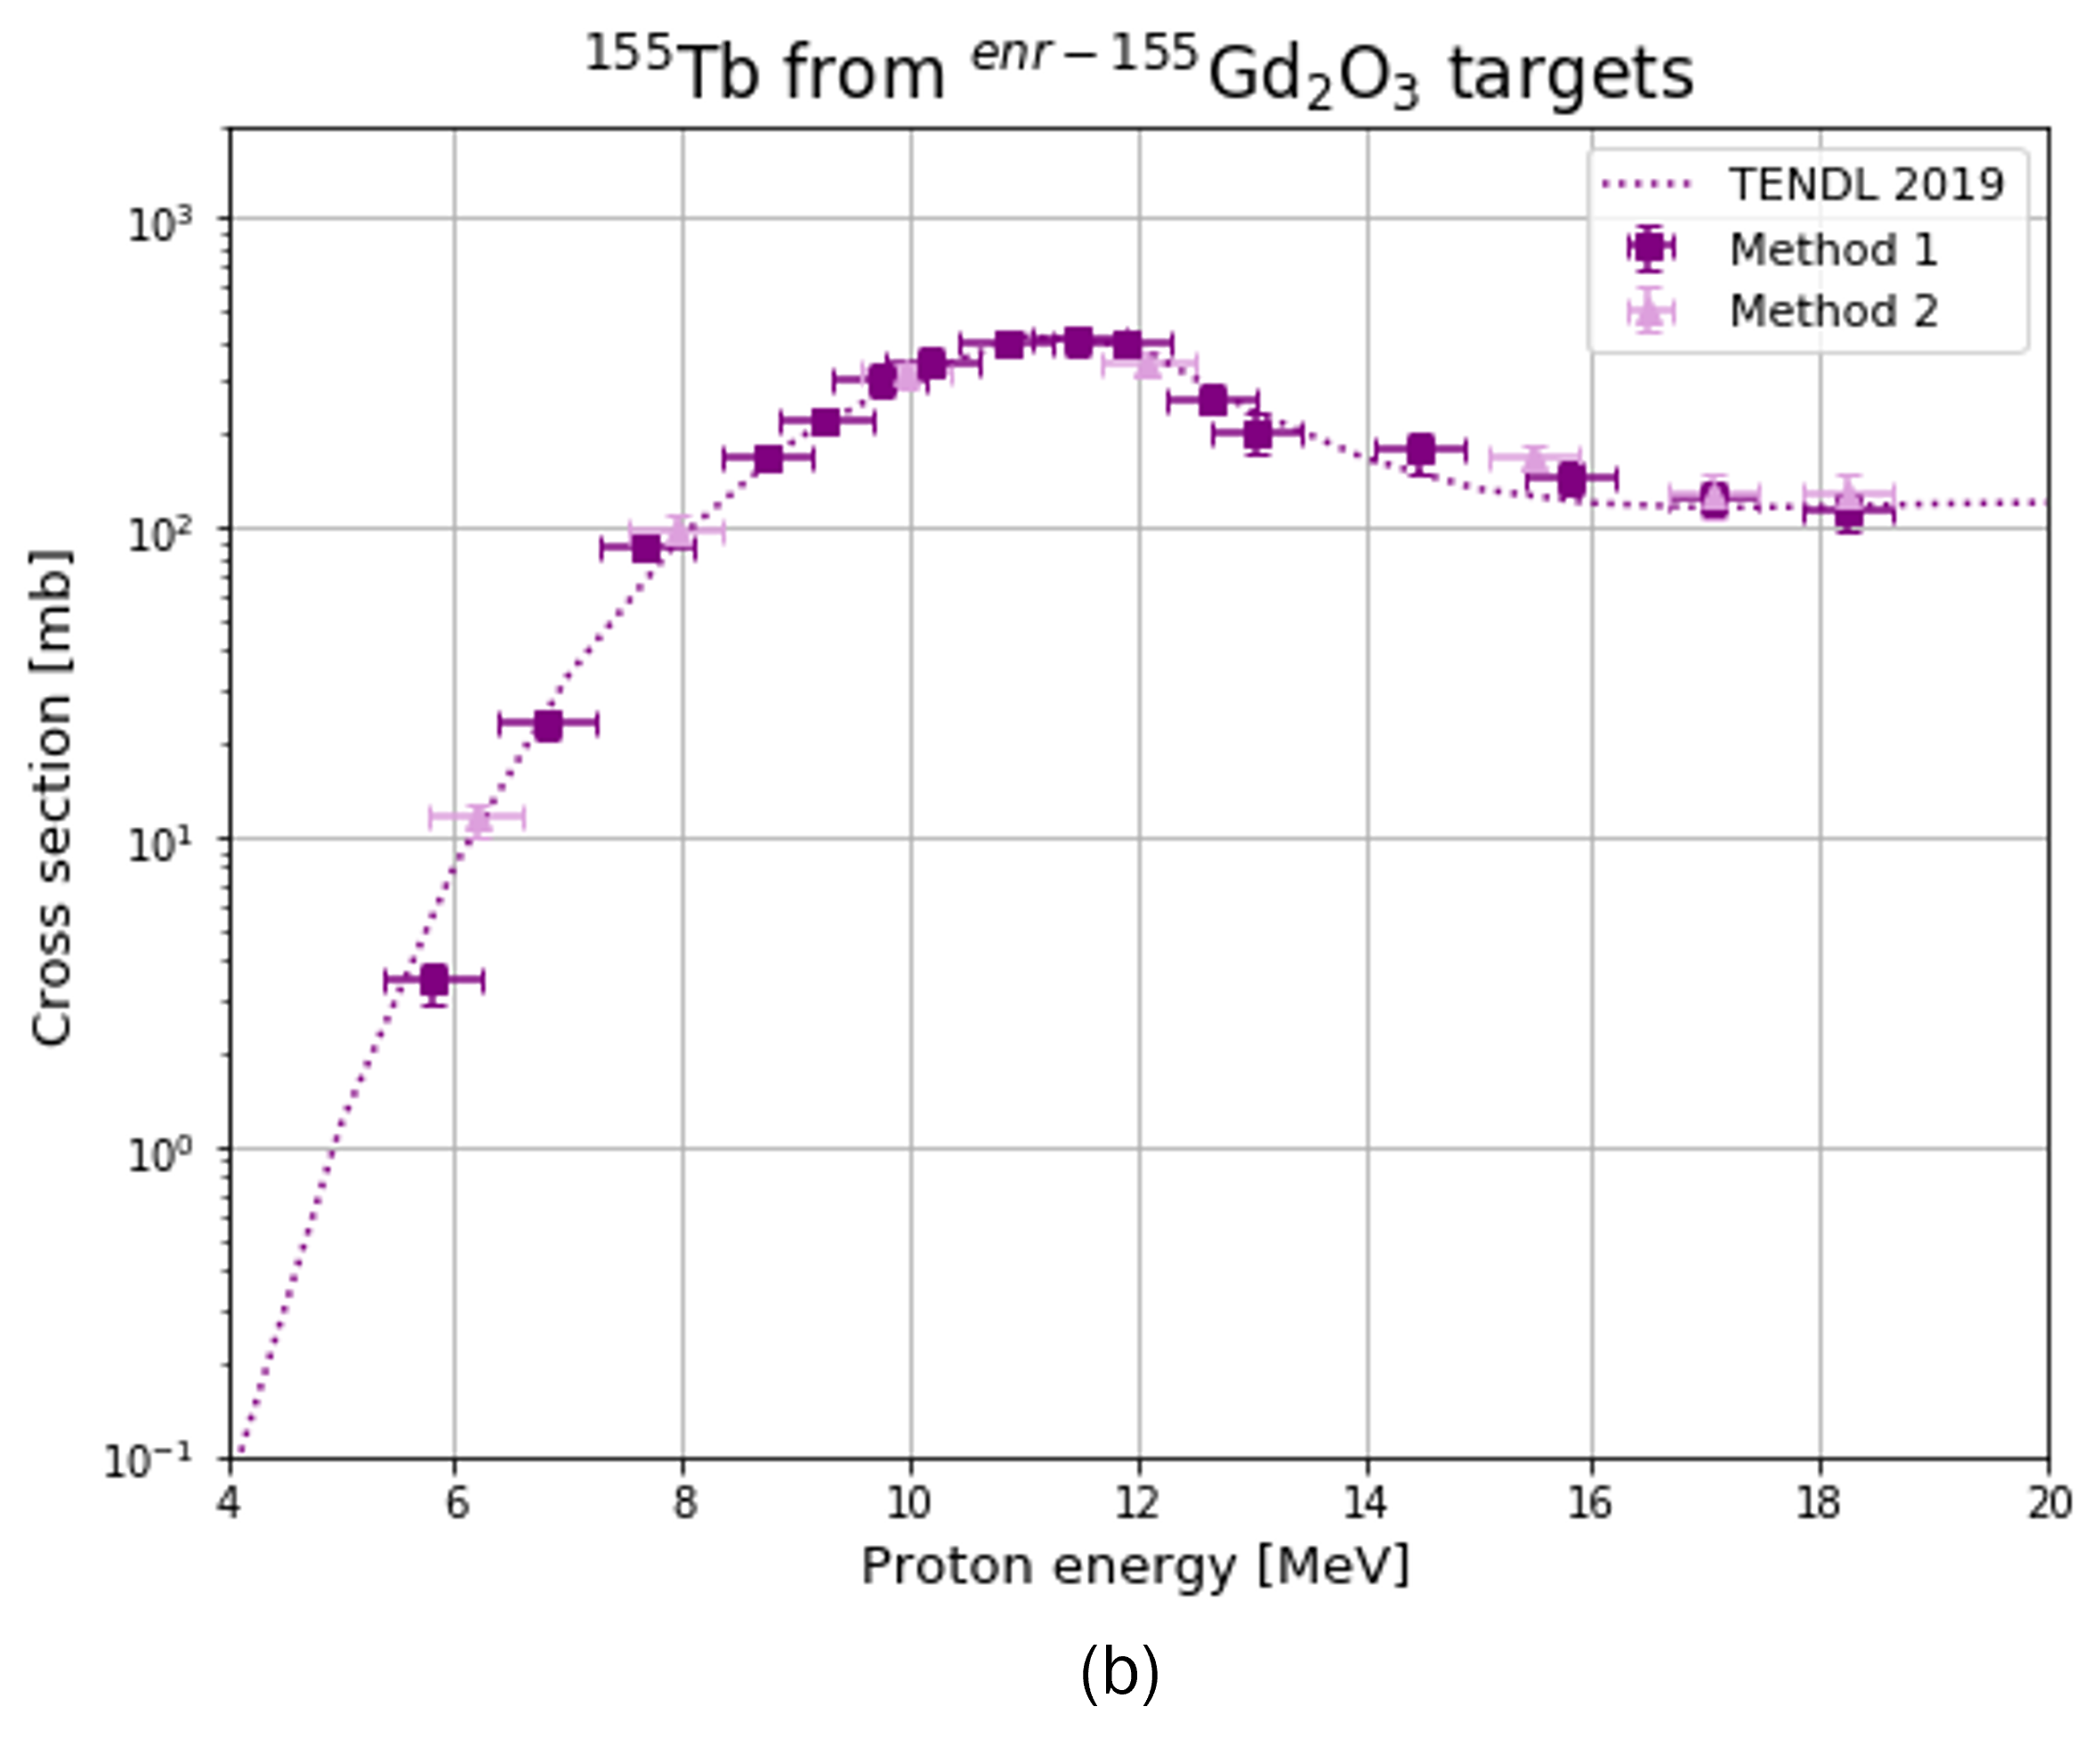 ¹⁵⁵Tb from ᵉⁿʳ⁻¹⁵⁵Gd₂O₃ targets
TENDL 2019
Method 1
Method 2
10³
10²
10¹
10⁰
10⁻¹
Cross section [mb]
4 6 8 10 12 14 16 18 20
Proton energy [MeV]
(b)